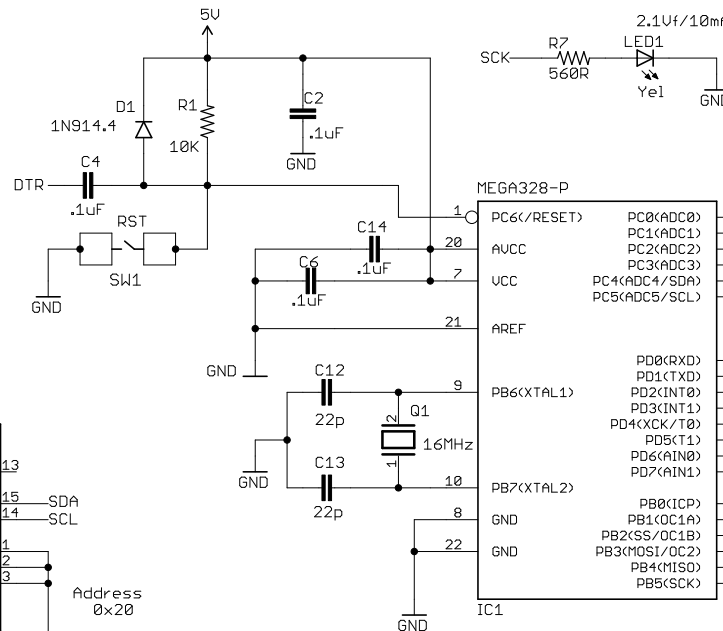 5V
2.1Vf/10m
SCK
R7
560R
LED1
Yel
GND
D1
1N914.4
R1
10K
C2
.1uF
GND
DTR
C4
.1uF
RST
SW1
GND
C14
.1uF
C6
.1uF
GND
MEGA328-P
1 PC6(/RESET)
20 AVCC
7 VCC
21 AREF
9 PB6(XTAL1)
10 PB7(XTAL2)
8 GND
22 GND
PC0(ADC0)
PC1(ADC1)
PC2(ADC2)
PC3(ADC3)
PC4(ADC4/SDA)
PC5(ADC5/SCL)
PD0(RXD)
PD1(TXD)
PD2(INT0)
PD3(INT1)
PD4(XCK/T0)
PD5(T1)
PD6(AIN0)
PD7(AIN1)
PB0(ICP)
PB1(OC1A)
PB2(SS/OC1B)
PB3(MOSI/OC2)
PB4(MISO)
PB5(SCK)
IC1
C12
22p
C13
22p
GND
2
Q1
16MHz
1
GND
13
15 SDA
14 SCL
1
2
3
Address
0x20